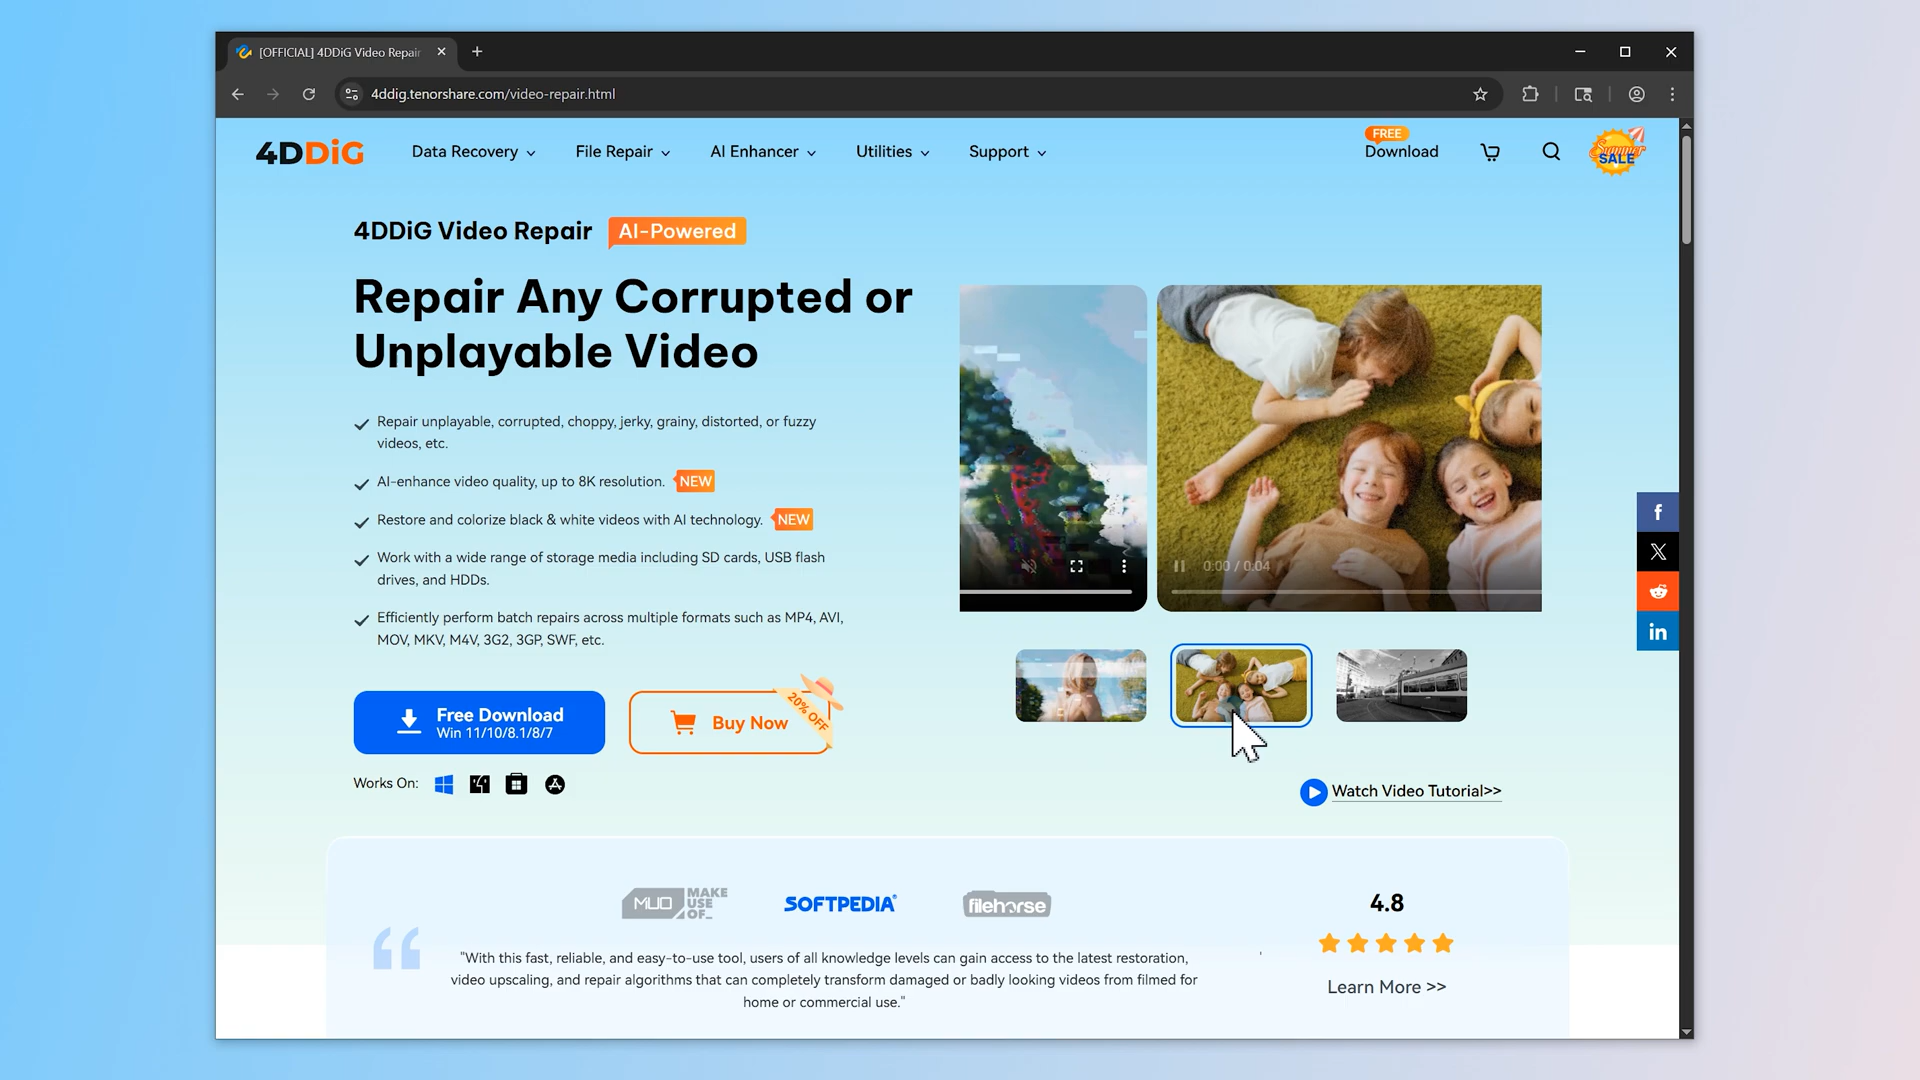 [OFFICIAL] 4DDiG Video Repair
4ddig.tenorshare.com/video-repair.html
4DDiG
Data Recovery
File Repair
AI Enhancer
Utilities
Support
FREE
Download
Summer
SALE
4DDiG Video Repair
AI-Powered
Repair Any Corrupted or
Unplayable Video
Repair unplayable, corrupted, choppy, jerky, grainy, distorted, or fuzzy
videos, etc.
AI-enhance video quality, up to 8K resolution.
NEW
Restore and colorize black & white videos with AI technology.
NEW
Work with a wide range of storage media including SD cards, USB flash
drives, and HDDs.
Efficiently perform batch repairs across multiple formats such as MP4, AVI,
MOV, MKV, M4V, 3G2, 3GP, SWF, etc.
0:00 / 0:04
Free Download
Win 11/10/8.1/8/7
Buy Now
20% OFF
Works On:
Watch Video Tutorial>>
MUO MAKE
USE
OF_
SOFTPEDIA®
filehorse
"With this fast, reliable, and easy-to-use tool, users of all knowledge levels can gain access to the latest restoration,
video upscaling, and repair algorithms that can completely transform damaged or badly looking videos from filmed for
home or commercial use."
4.8
Learn More >>